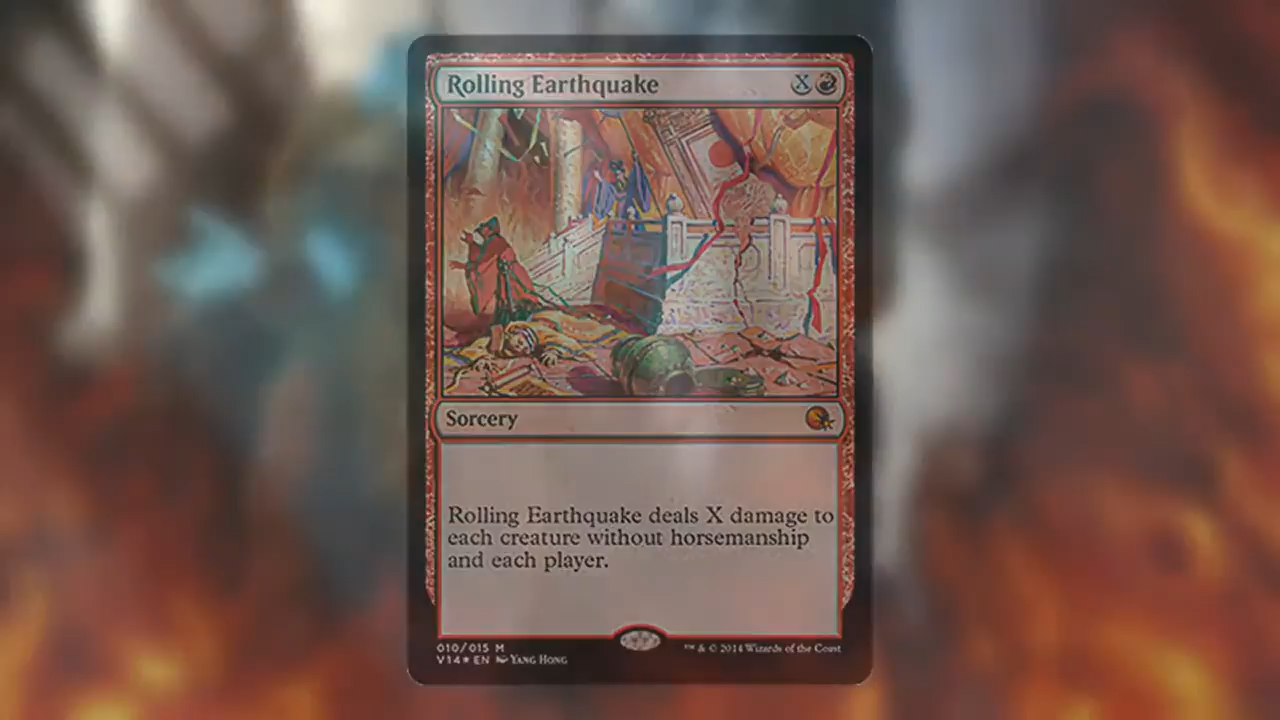 Rolling Earthquake X
Sorcery
Rolling Earthquake deals X damage to
each creature without horsemanship
and each player.
010/015 M
V14★EN Yang Hong
™ & © 2014 Wizards of the Coast